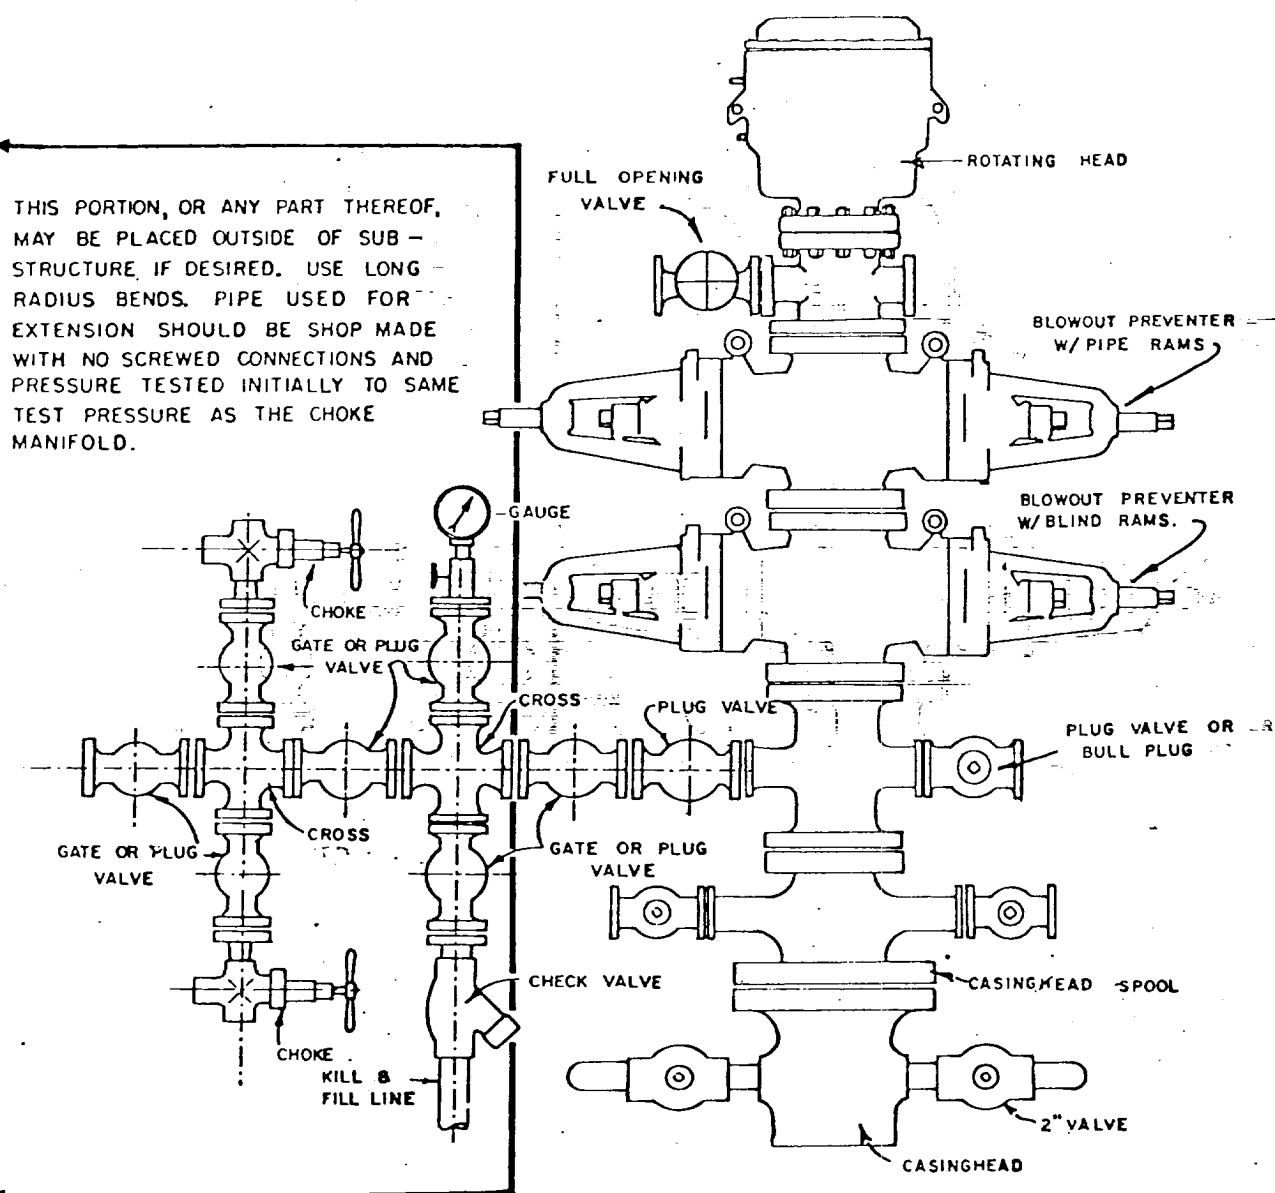 ROTATING HEAD
FULL OPENING
VALVE
THIS PORTION, OR ANY PART THEREOF,
MAY BE PLACED OUTSIDE OF SUB-
STRUCTURE IF DESIRED. USE LONG
RADIUS BENDS. PIPE USED FOR
EXTENSION SHOULD BE SHOP MADE
WITH NO SCREWED CONNECTIONS AND
PRESSURE TESTED INITIALLY TO SAME
TEST PRESSURE AS THE CHOKE
MANIFOLD.
BLOWOUT PREVENTER
W/ PIPE RAMS
BLOWOUT PREVENTER
W/ BLIND RAMS.
GAUGE
CHOKE
GATE OR PLUG
VALVE
CROSS
PLUG VALVE
PLUG VALVE OR
BULL PLUG
CROSS
GATE OR PLUG
VALVE
GATE OR PLUG
VALVE
CHECK VALVE
CASINGHEAD SPOOL
CHOKE
KILL &
FILL LINE
2" VALVE
CASINGHEAD